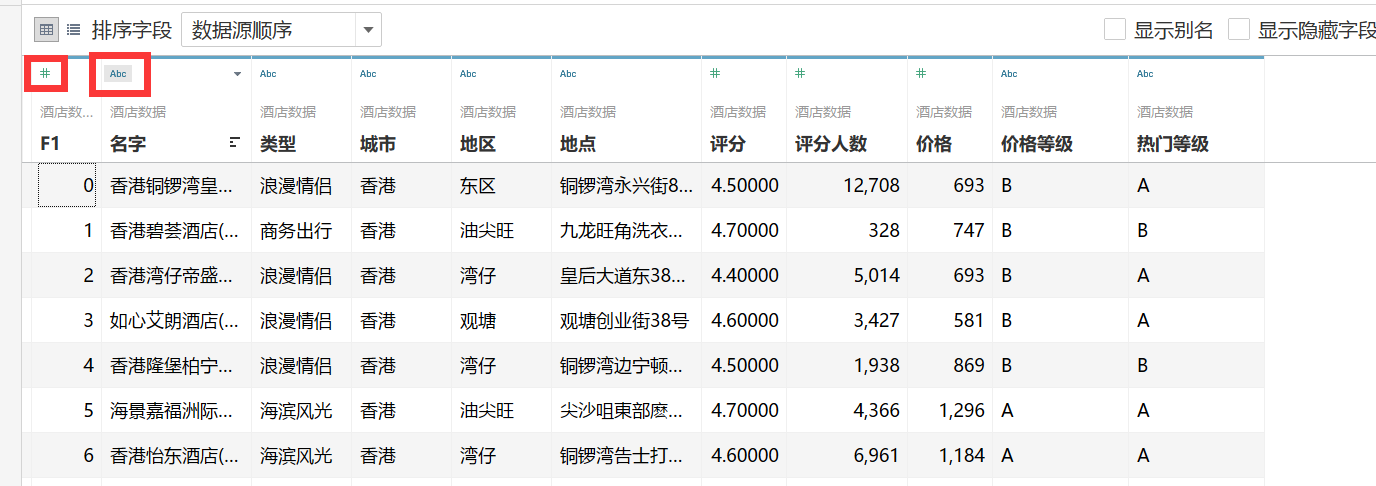 排序字段 数据源顺序 显示别名 显示隐藏字段
# Abc Abc Abc Abc Abc # # # Abc Abc
酒店数... 酒店数据 酒店数据 酒店数据 酒店数据 酒店数据 酒店数据 酒店数据 酒店数据 酒店数据 酒店数据
F1 名字 类型 城市 地区 地点 评分 评分人数 价格 价格等级 热门等级
0 香港铜锣湾皇... 浪漫情侣 香港 东区 铜锣湾永兴街8... 4.50000 12,708 693 B A
1 香港碧荟酒店(... 商务出行 香港 油尖旺 九龙旺角洗衣... 4.70000 328 747 B B
2 香港湾仔帝盛... 浪漫情侣 香港 湾仔 皇后大道东38... 4.40000 5,014 693 B A
3 如心艾朗酒店(... 浪漫情侣 香港 观塘 观塘创业街38号 4.60000 3,427 581 B A
4 香港隆堡柏宁... 浪漫情侣 香港 湾仔 铜锣湾边宁顿... 4.50000 1,938 869 B B
5 海景嘉福洲际... 海滨风光 香港 油尖旺 尖沙咀東部麽... 4.70000 4,366 1,296 A A
6 香港怡东酒店(... 海滨风光 香港 湾仔 铜锣湾告士打... 4.60000 6,961 1,184 A A